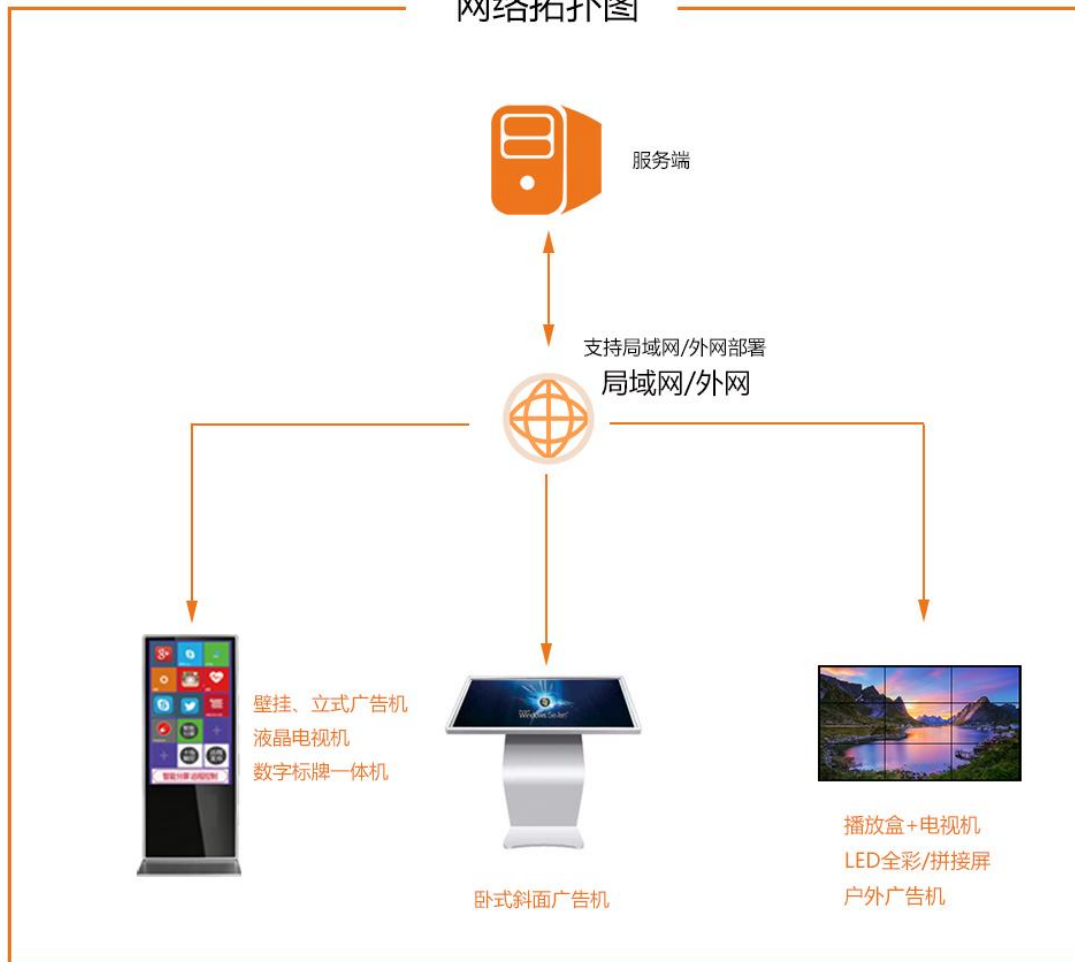 网络拓扑图
服务端
支持局域网/外网部署
局域网/外网
壁挂、立式广告机
液晶电视机
数字标牌一体机
卧式斜面广告机
播放盒+电视机
LED全彩/拼接屏
户外广告机